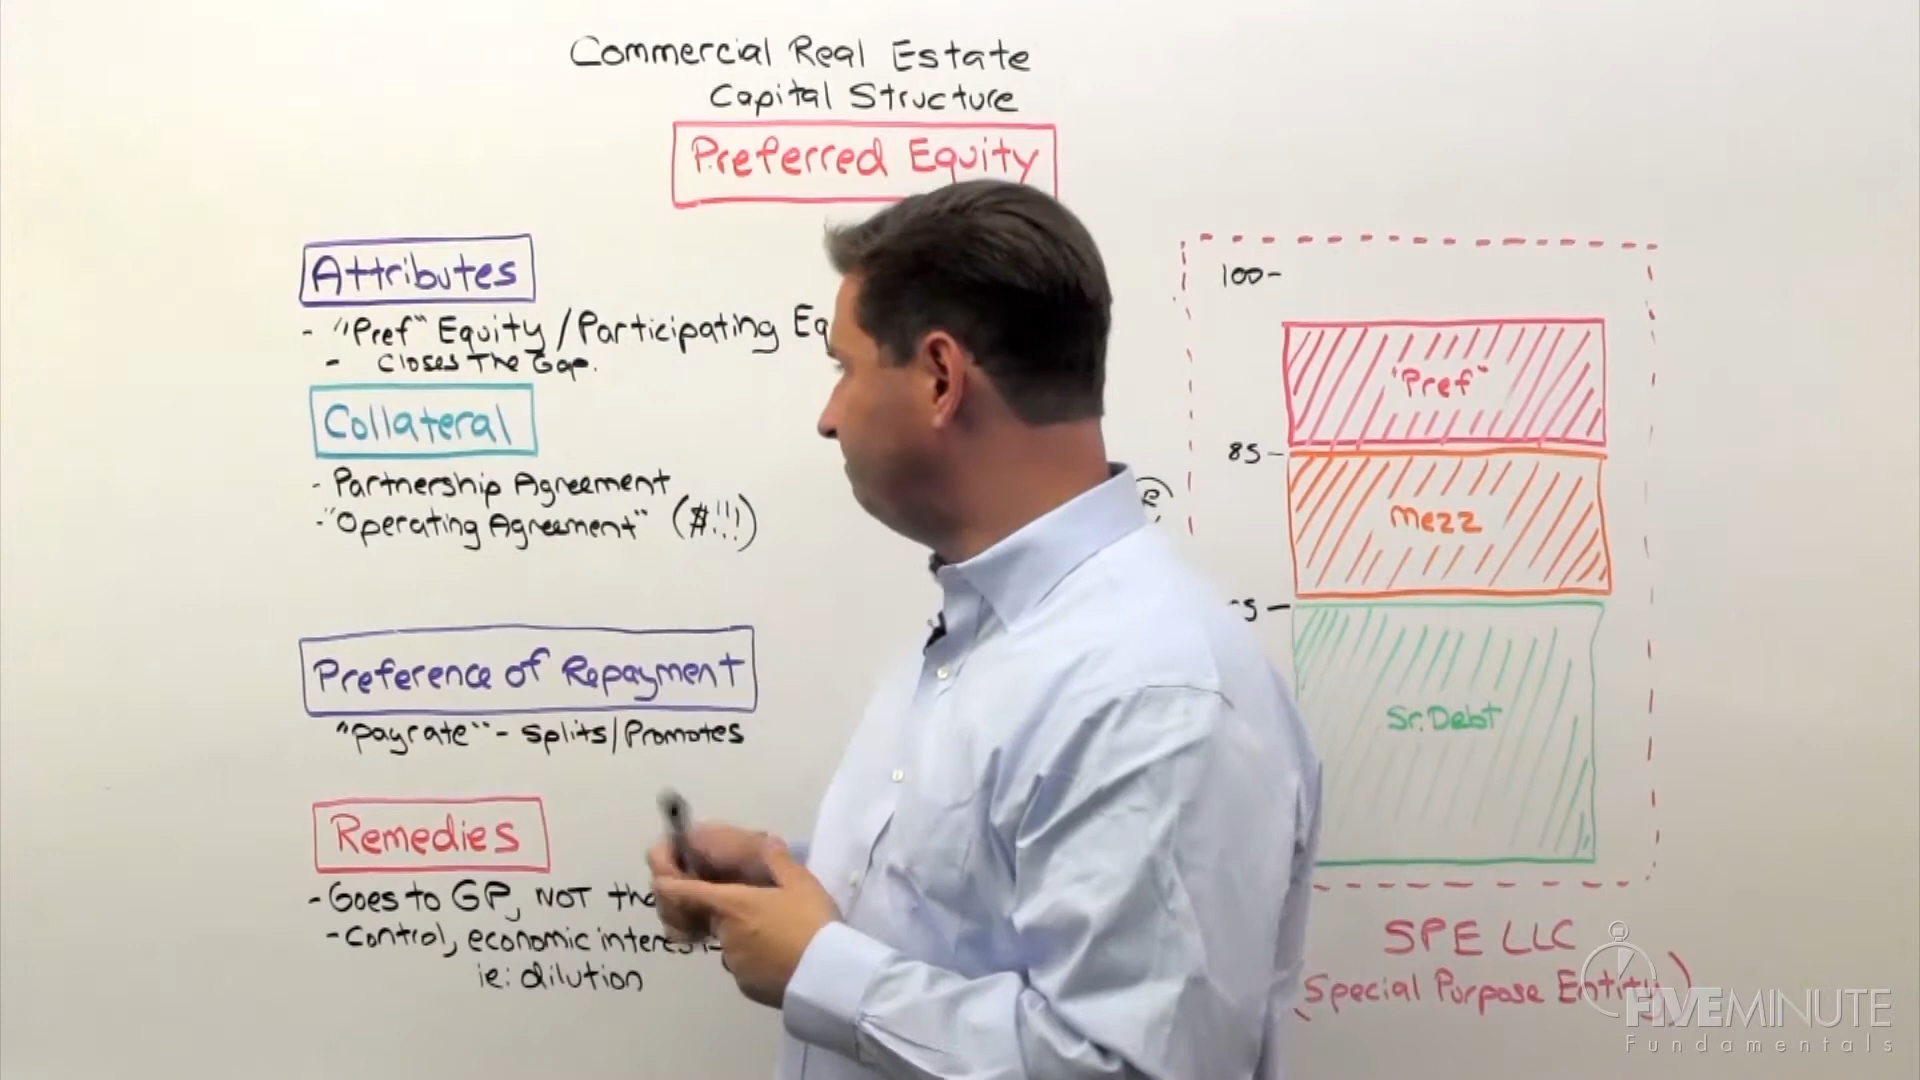 Commercial Real Estate
Capital Structure
Preferred Equity
Attributes
- "Pref" Equity / Participating Eq
- Closes The Gap.
Collateral
- Partnership Agreement
- "Operating Agreement" ($!!!)
Preference of Repayment
"payrate" - Splits/Promotes
Remedies
- Goes to GP, NOT the
- Control, economic interest
ie: dilution
100-
"Pref"
85-
Mezz
5-
Sr. Debt
SPE LLC
(Special Purpose Entity)
FIVEMINUTE
Fundamentals